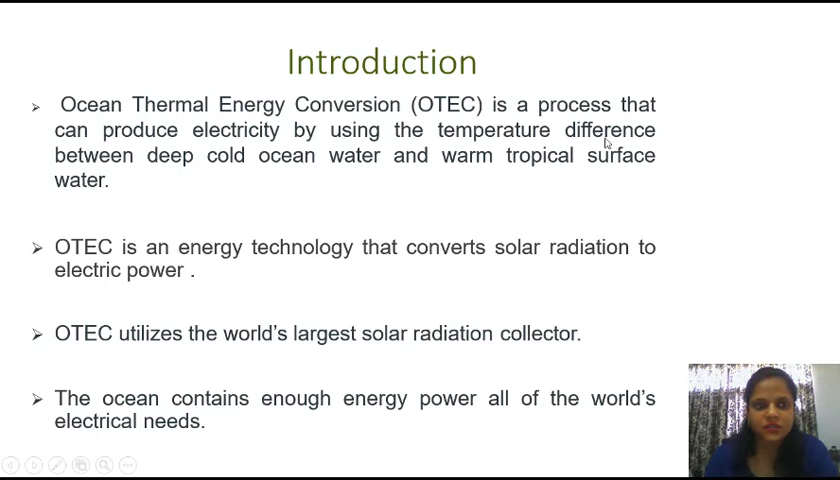 Introduction
Ocean Thermal Energy Conversion (OTEC) is a process that
can produce electricity by using the temperature difference
between deep cold ocean water and warm tropical surface
water.
OTEC is an energy technology that converts solar radiation to
electric power .
OTEC utilizes the world's largest solar radiation collector.
The ocean contains enough energy power all of the world's
electrical needs.